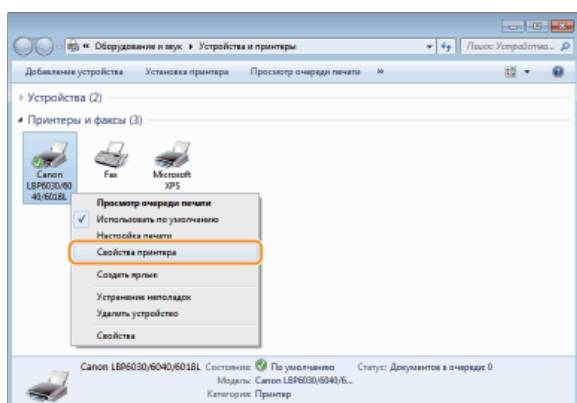 « Оборудование и звук ▸ Устройства и принтеры
Поиск: Устройства...
Добавление устройства Установка принтера Просмотр очереди печати »
Устройства (2)
Принтеры и факсы (3)
Canon LBP6030/6040/6018L
Fax
Microsoft XPS
Просмотр очереди печати
Использовать по умолчанию
Настройка печати
Свойства принтера
Создать ярлык
Устранение неполадок
Удалить устройство
Свойства
Canon LBP6030/6040/6018L Состояние: По умолчанию Статус: Документов в очереди: 0
Модель: Canon LBP6030/6040/6...
Категория: Принтер